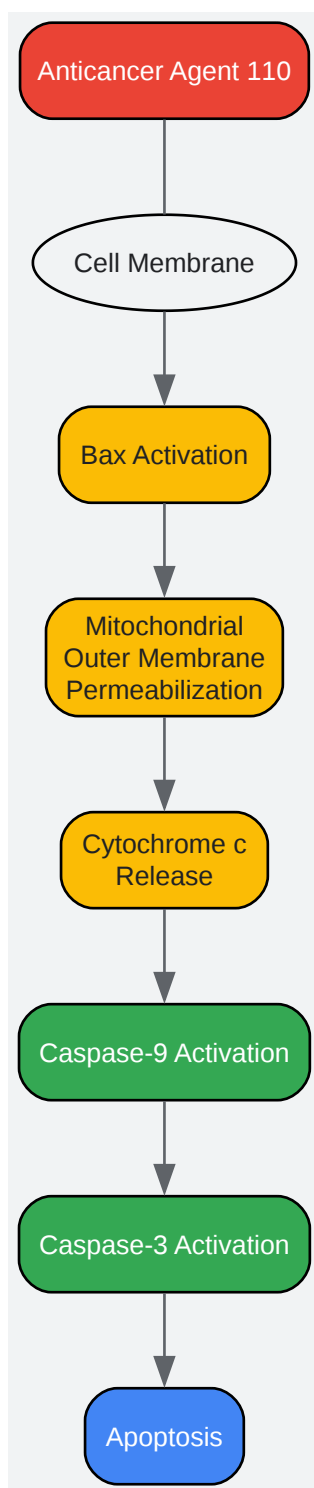 Anticancer Agent 110
Cell Membrane
Bax Activation
Mitochondrial
Outer Membrane
Permeabilization
Cytochrome c
Release
Caspase-9 Activation
Caspase-3 Activation
Apoptosis